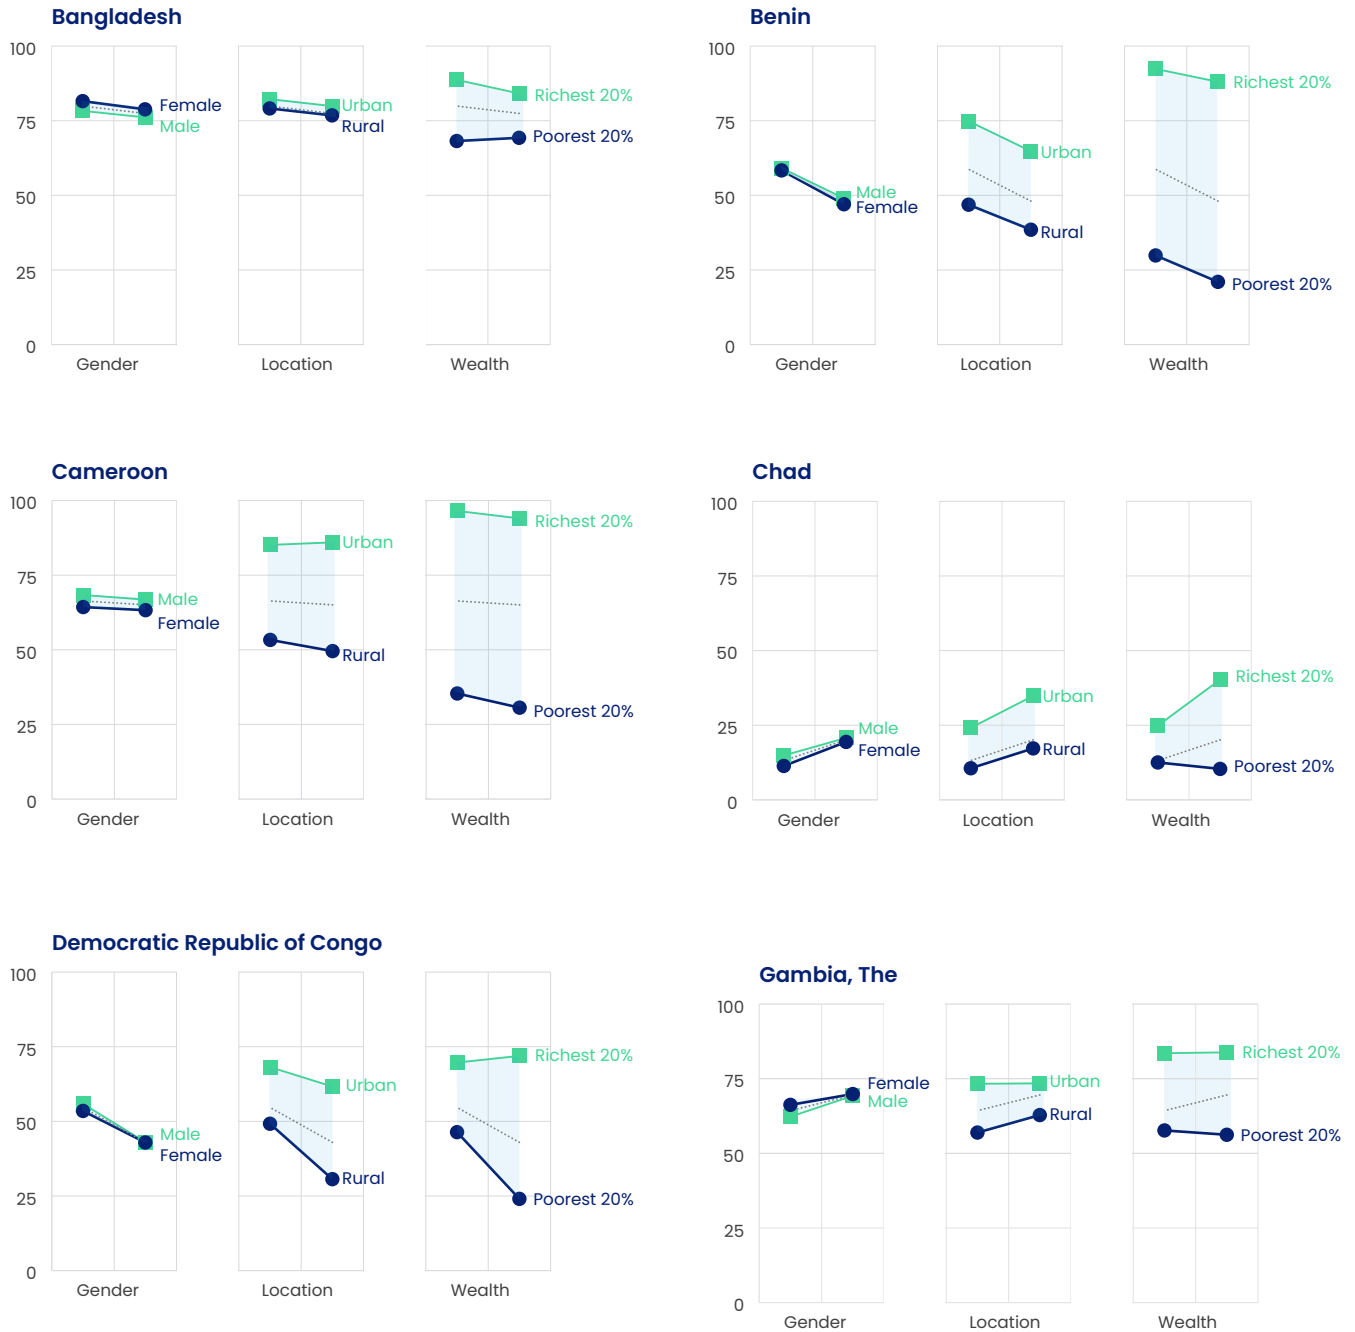 Bangladesh
100
75
50
25
0
Female
Male
Gender
Urban
Rural
Location
Richest 20%
Poorest 20%
Wealth
Benin
100
75
50
25
0
Male
Female
Gender
Urban
Rural
Location
Richest 20%
Poorest 20%
Wealth
Cameroon
100
75
50
25
0
Male
Female
Gender
Urban
Rural
Location
Richest 20%
Poorest 20%
Wealth
Chad
100
75
50
25
0
Male
Female
Gender
Urban
Rural
Location
Richest 20%
Poorest 20%
Wealth
Democratic Republic of Congo
100
75
50
25
0
Male
Female
Gender
Urban
Rural
Location
Richest 20%
Poorest 20%
Wealth
Gambia, The
100
75
50
25
0
Female
Male
Gender
Urban
Rural
Location
Richest 20%
Poorest 20%
Wealth